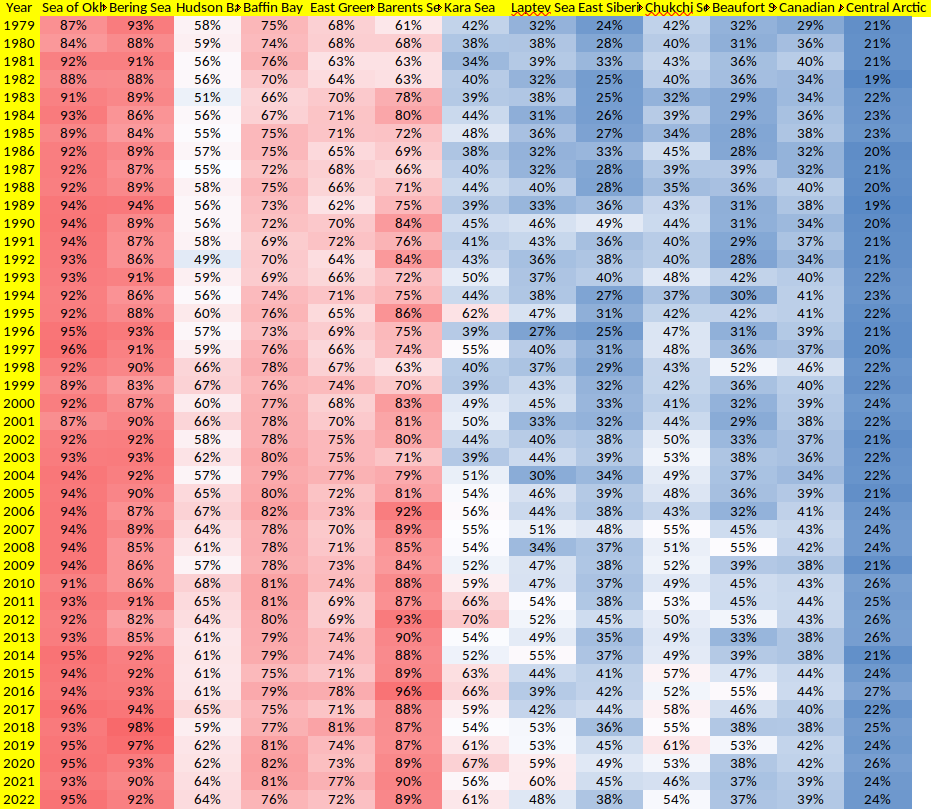 Year Sea of Okh Bering Sea Hudson Ba Baffin Bay East Green Barents Se Kara Sea Laptev Sea East Siberi Chukchi Se Beaufort S Canadian A Central Arctic
1979 87% 93% 58% 75% 68% 61% 42% 32% 24% 42% 32% 29% 21%
1980 84% 88% 59% 74% 68% 68% 38% 38% 28% 40% 31% 36% 21%
1981 92% 91% 56% 76% 63% 63% 34% 39% 33% 43% 36% 40% 21%
1982 88% 88% 56% 70% 64% 63% 40% 32% 25% 40% 36% 34% 19%
1983 91% 89% 51% 66% 70% 78% 39% 38% 25% 32% 29% 34% 22%
1984 93% 86% 56% 67% 71% 80% 44% 31% 26% 39% 29% 36% 23%
1985 89% 84% 55% 75% 71% 72% 48% 36% 27% 34% 28% 38% 23%
1986 92% 89% 57% 75% 65% 69% 38% 32% 33% 45% 28% 32% 20%
1987 92% 87% 55% 72% 68% 66% 40% 32% 28% 39% 39% 32% 21%
1988 92% 89% 58% 75% 66% 71% 44% 40% 28% 35% 36% 40% 20%
1989 94% 94% 56% 73% 62% 75% 39% 33% 36% 43% 31% 38% 19%
1990 94% 89% 56% 72% 70% 84% 45% 46% 49% 44% 31% 34% 20%
1991 94% 87% 58% 69% 72% 76% 41% 43% 36% 40% 29% 37% 21%
1992 93% 86% 49% 70% 64% 84% 43% 36% 38% 40% 28% 34% 21%
1993 93% 91% 59% 69% 66% 72% 50% 37% 40% 48% 42% 40% 22%
1994 92% 86% 56% 74% 71% 75% 44% 38% 27% 37% 30% 41% 23%
1995 92% 88% 60% 76% 65% 86% 62% 47% 31% 42% 42% 41% 22%
1996 95% 93% 57% 73% 69% 75% 39% 27% 25% 47% 31% 39% 21%
1997 96% 91% 59% 76% 66% 74% 55% 40% 31% 48% 36% 37% 20%
1998 92% 90% 66% 78% 67% 63% 40% 37% 29% 43% 52% 46% 22%
1999 89% 83% 67% 76% 74% 70% 39% 43% 32% 42% 36% 40% 22%
2000 92% 87% 60% 77% 68% 83% 49% 45% 33% 41% 32% 39% 24%
2001 87% 90% 66% 78% 70% 81% 50% 33% 32% 44% 29% 38% 22%
2002 92% 92% 58% 78% 75% 80% 44% 40% 38% 50% 33% 37% 21%
2003 93% 93% 62% 80% 75% 71% 39% 44% 39% 53% 38% 36% 22%
2004 94% 92% 57% 79% 77% 79% 51% 30% 34% 49% 37% 34% 22%
2005 94% 90% 65% 80% 72% 81% 54% 46% 39% 48% 36% 39% 21%
2006 94% 87% 67% 82% 73% 92% 56% 44% 38% 43% 32% 41% 24%
2007 94% 89% 64% 78% 70% 89% 55% 51% 48% 55% 45% 43% 24%
2008 94% 85% 61% 78% 71% 85% 54% 34% 37% 51% 55% 42% 24%
2009 94% 86% 57% 78% 73% 84% 52% 47% 38% 52% 39% 38% 21%
2010 91% 86% 68% 81% 74% 88% 59% 47% 37% 49% 45% 43% 26%
2011 93% 91% 65% 81% 69% 87% 66% 54% 38% 53% 45% 44% 25%
2012 92% 82% 64% 80% 69% 93% 70% 52% 45% 50% 53% 43% 26%
2013 93% 85% 61% 79% 74% 90% 54% 49% 35% 49% 33% 38% 26%
2014 95% 92% 61% 79% 74% 88% 52% 55% 37% 49% 39% 38% 21%
2015 94% 92% 61% 75% 71% 89% 63% 44% 41% 57% 47% 44% 24%
2016 94% 93% 61% 79% 78% 96% 66% 39% 42% 52% 55% 44% 27%
2017 94% 94% 65% 75% 71% 88% 59% 42% 44% 58% 46% 40% 22%
2018 93% 98% 59% 77% 81% 87% 54% 53% 36% 55% 38% 38% 25%
2019 95% 97% 62% 81% 74% 87% 61% 53% 45% 61% 53% 42% 24%
2020 95% 93% 62% 82% 73% 89% 67% 59% 49% 53% 38% 42% 26%
2021 93% 90% 64% 81% 77% 90% 56% 60% 45% 46% 37% 39% 24%
2022 95% 92% 64% 76% 72% 89% 61% 48% 38% 54% 37% 39% 24%